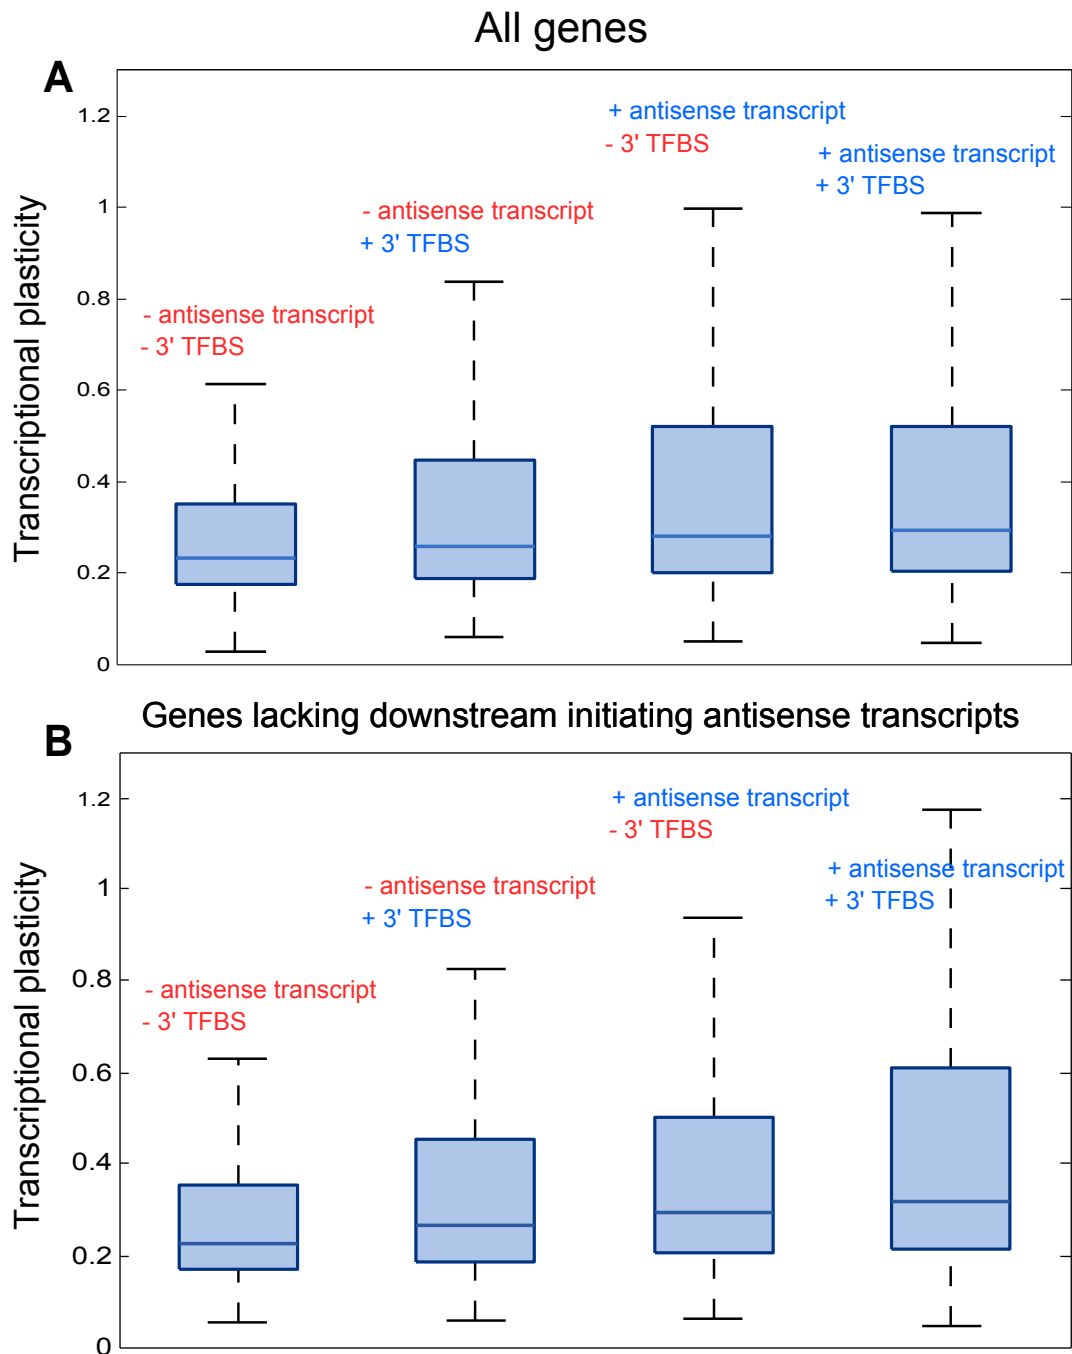 All genes
A
Transcriptional plasticity
1.2
1
0.8
0.6
0.4
0.2
0
- antisense transcript
- 3' TFBS
- antisense transcript
+ 3' TFBS
+ antisense transcript
- 3' TFBS
+ antisense transcript
+ 3' TFBS
Genes lacking downstream initiating antisense transcripts
B
Transcriptional plasticity
1.2
1
0.8
0.6
0.4
0.2
0
- antisense transcript
- 3' TFBS
- antisense transcript
+ 3' TFBS
+ antisense transcript
- 3' TFBS
+ antisense transcript
+ 3' TFBS